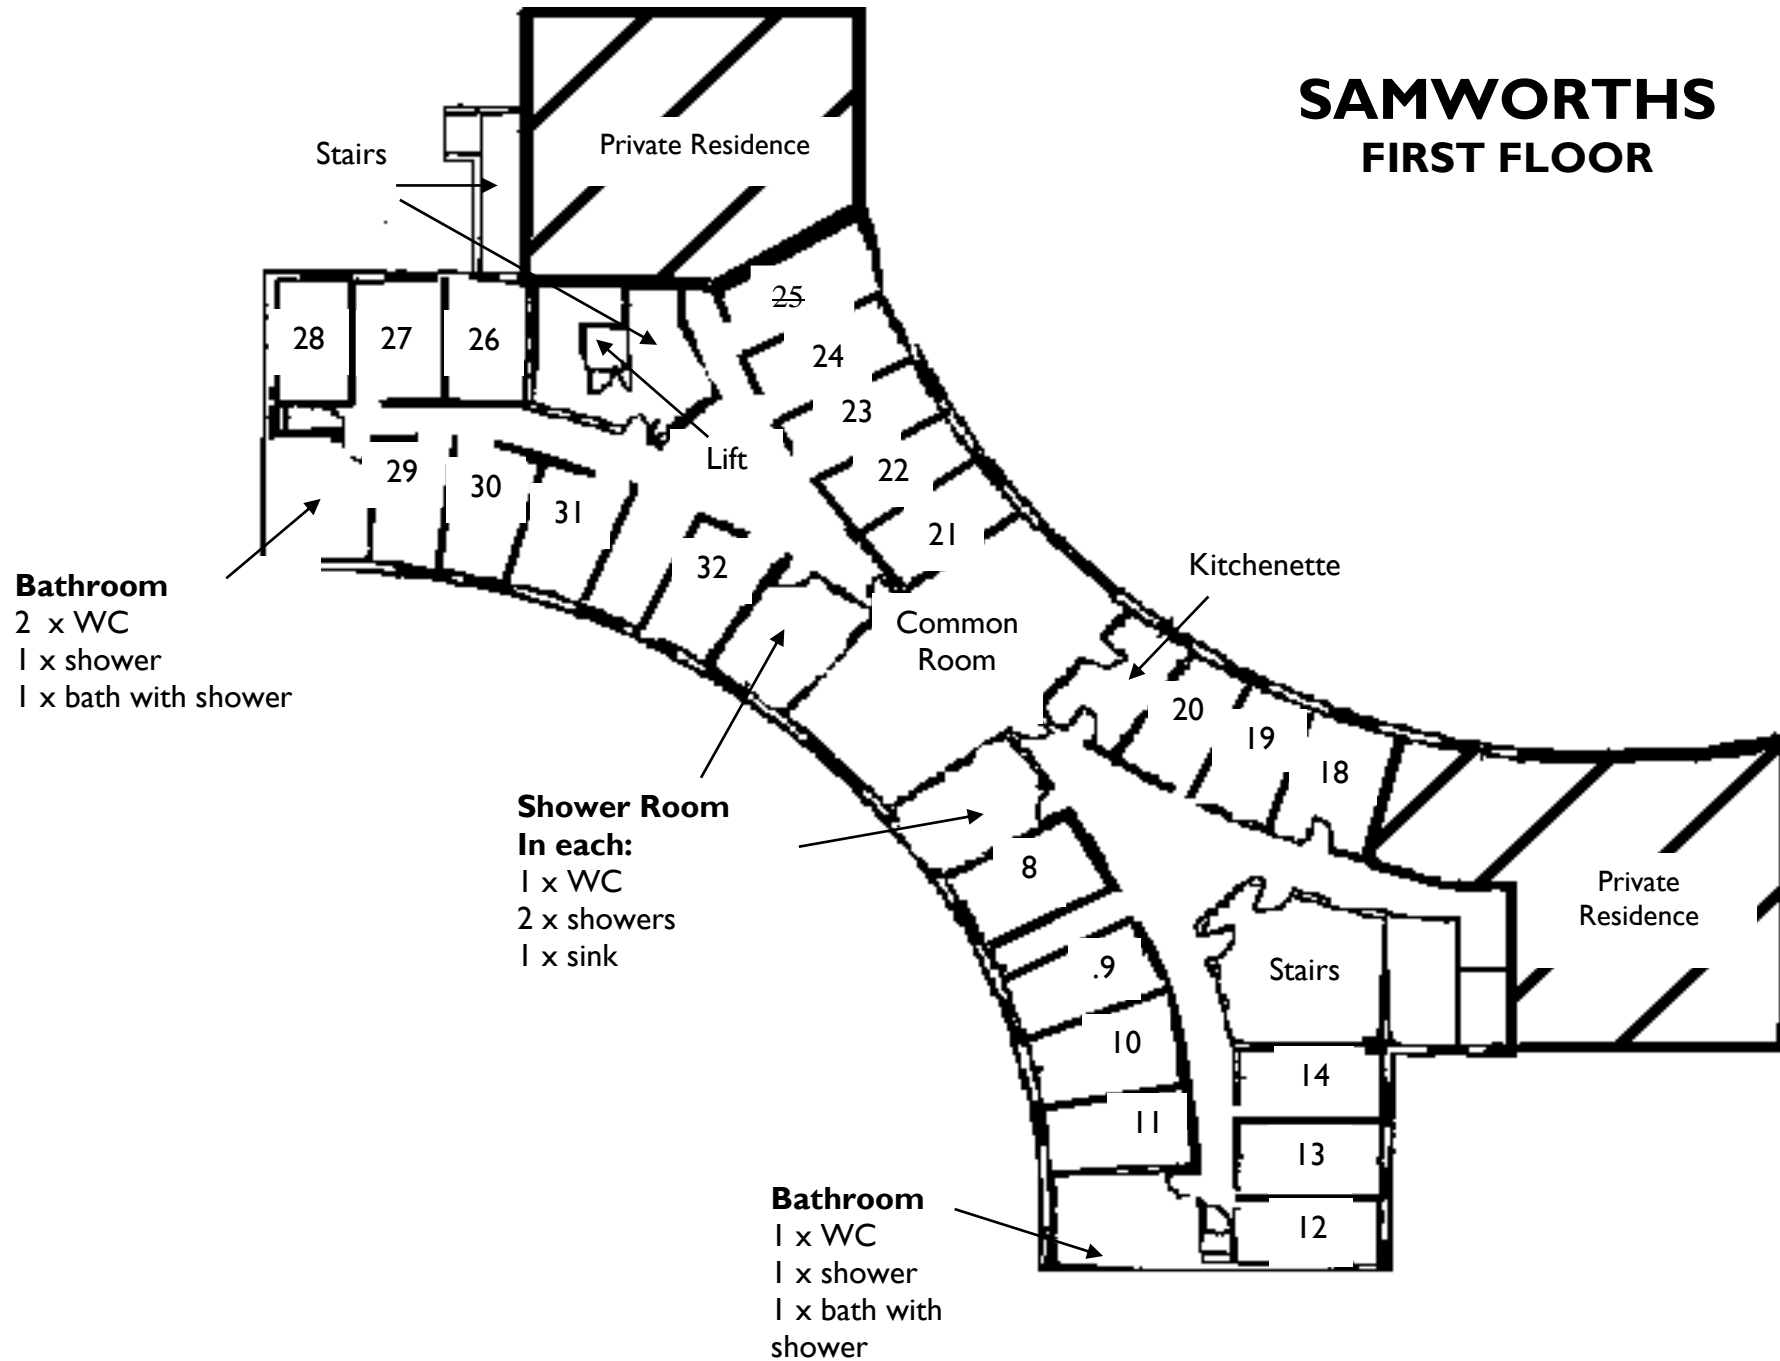 SAMWORTHS
FIRST FLOOR
Stairs
Private Residence
25
28
27
26
24
23
Lift
22
29
30
31
21
32
Kitchenette
Bathroom
2 x WC
1 x shower
1 x bath with shower
Common
Room
20
19
18
Shower Room
In each:
1 x WC
2 x showers
1 x sink
8
Private
Residence
.9
Stairs
10
14
11
13
12
Bathroom
1 x WC
1 x shower
1 x bath with
shower